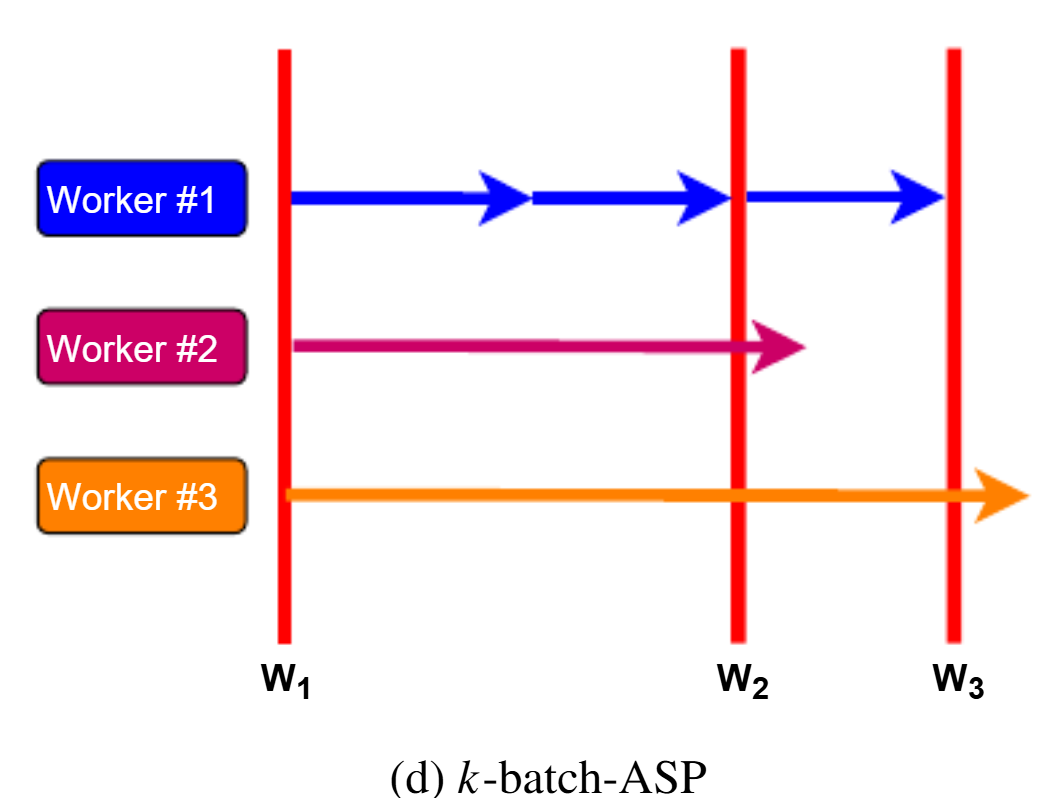 Worker #1
Worker #2
Worker #3
W₁
W₂
W₃
(d) k-batch-ASP